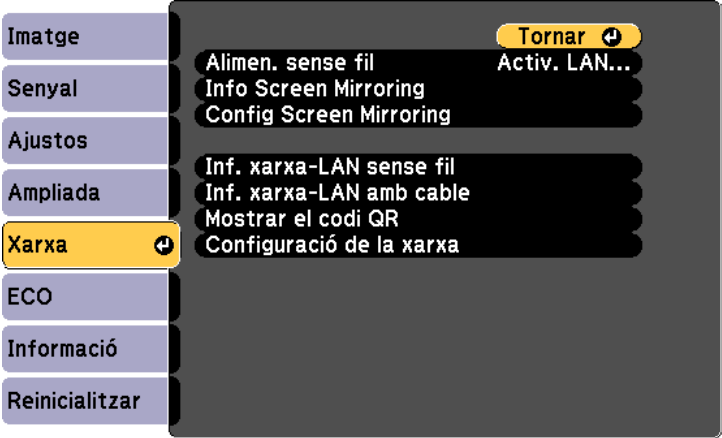 Imatge
Senyal
Ajustos
Ampliada
Xarxa
ECO
Informació
Reinicialitzar
Tornar
Alimen. sense fil Activ. LAN...
Info Screen Mirroring
Config Screen Mirroring
Inf. xarxa-LAN sense fil
Inf. xarxa-LAN amb cable
Mostrar el codi QR
Configuració de la xarxa